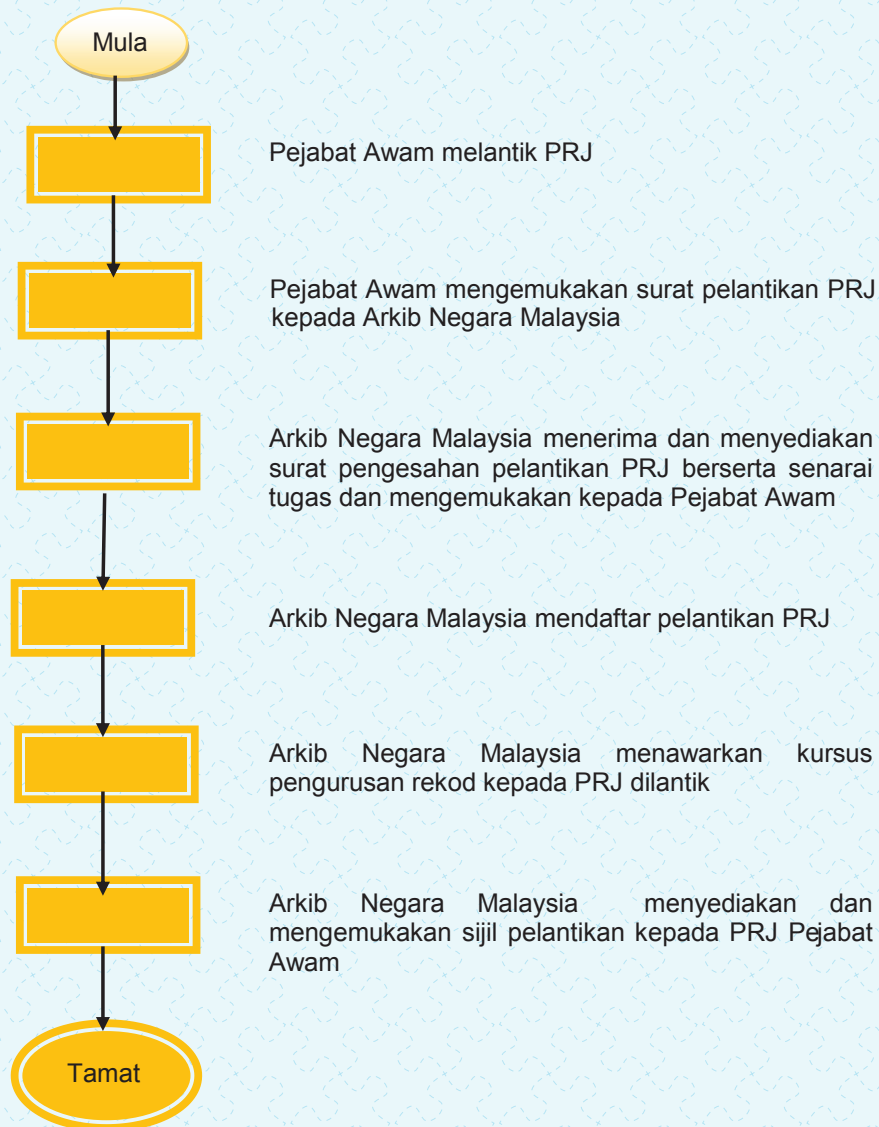 Mula
Pejabat Awam melantik PRJ
Pejabat Awam mengemukakan surat pelantikan PRJ
kepada Arkib Negara Malaysia
Arkib Negara Malaysia menerima dan menyediakan
surat pengesahan pelantikan PRJ berserta senarai
tugas dan mengemukakan kepada Pejabat Awam
Arkib Negara Malaysia mendaftar pelantikan PRJ
Arkib Negara Malaysia menawarkan kursus
pengurusan rekod kepada PRJ dilantik
Arkib Negara Malaysia menyediakan dan
mengemukakan sijil pelantikan kepada PRJ Pejabat
Awam
Tamat